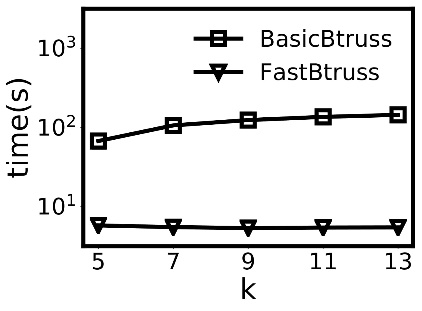 BasicBtruss
FastBtruss
time(s)
10³
10²
10¹
5 7 9 11 13
k